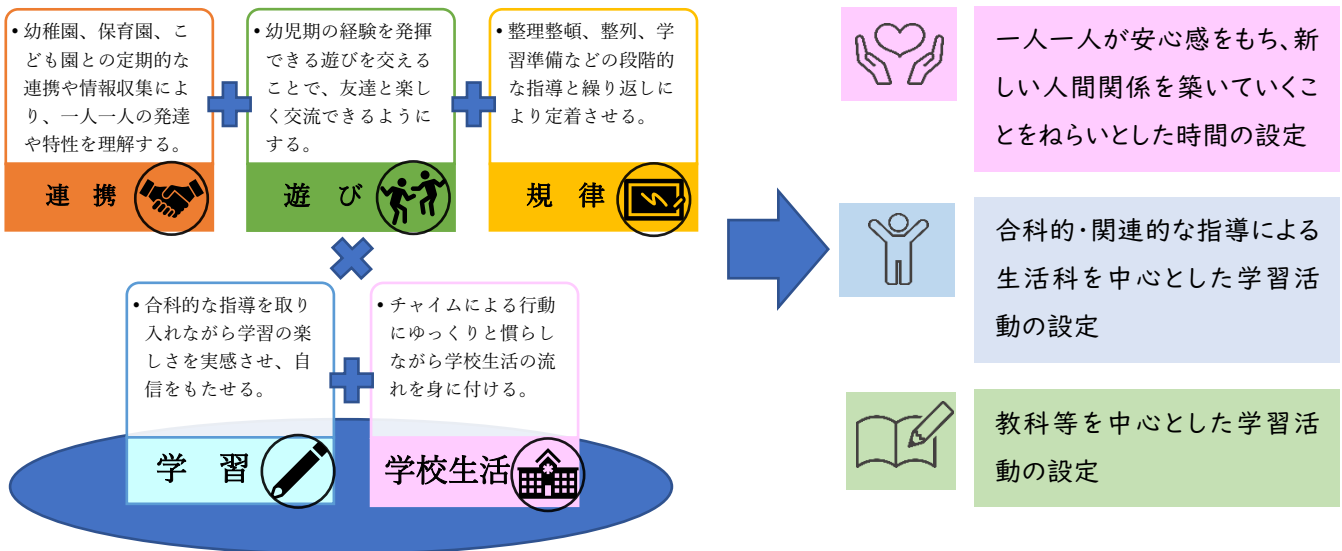 • 幼稚園、保育園、こ
ども園との定期的な
連携や情報収集によ
り、一人一人の発達
や特性を理解する。
連 携
• 幼児期の経験を発揮
できる遊びを交える
ことで、友達と楽し
く交流できるように
する。
遊 び
• 整理整頓、整列、学
習準備などの段階的
な指導と繰り返しに
より定着させる。
規 律
• 合科的な指導を取り
入れながら学習の楽
しさを実感させ、自
信をもたせる。
学 習
• チャイムによる行動
にゆっくりと慣らし
ながら学校生活の流
れを身に付ける。
学校生活
一人一人が安心感をもち、新
しい人間関係を築いていくこ
とをねらいとした時間の設定
合科的・関連的な指導による
生活科を中心とした学習活
動の設定
教科等を中心とした学習活
動の設定